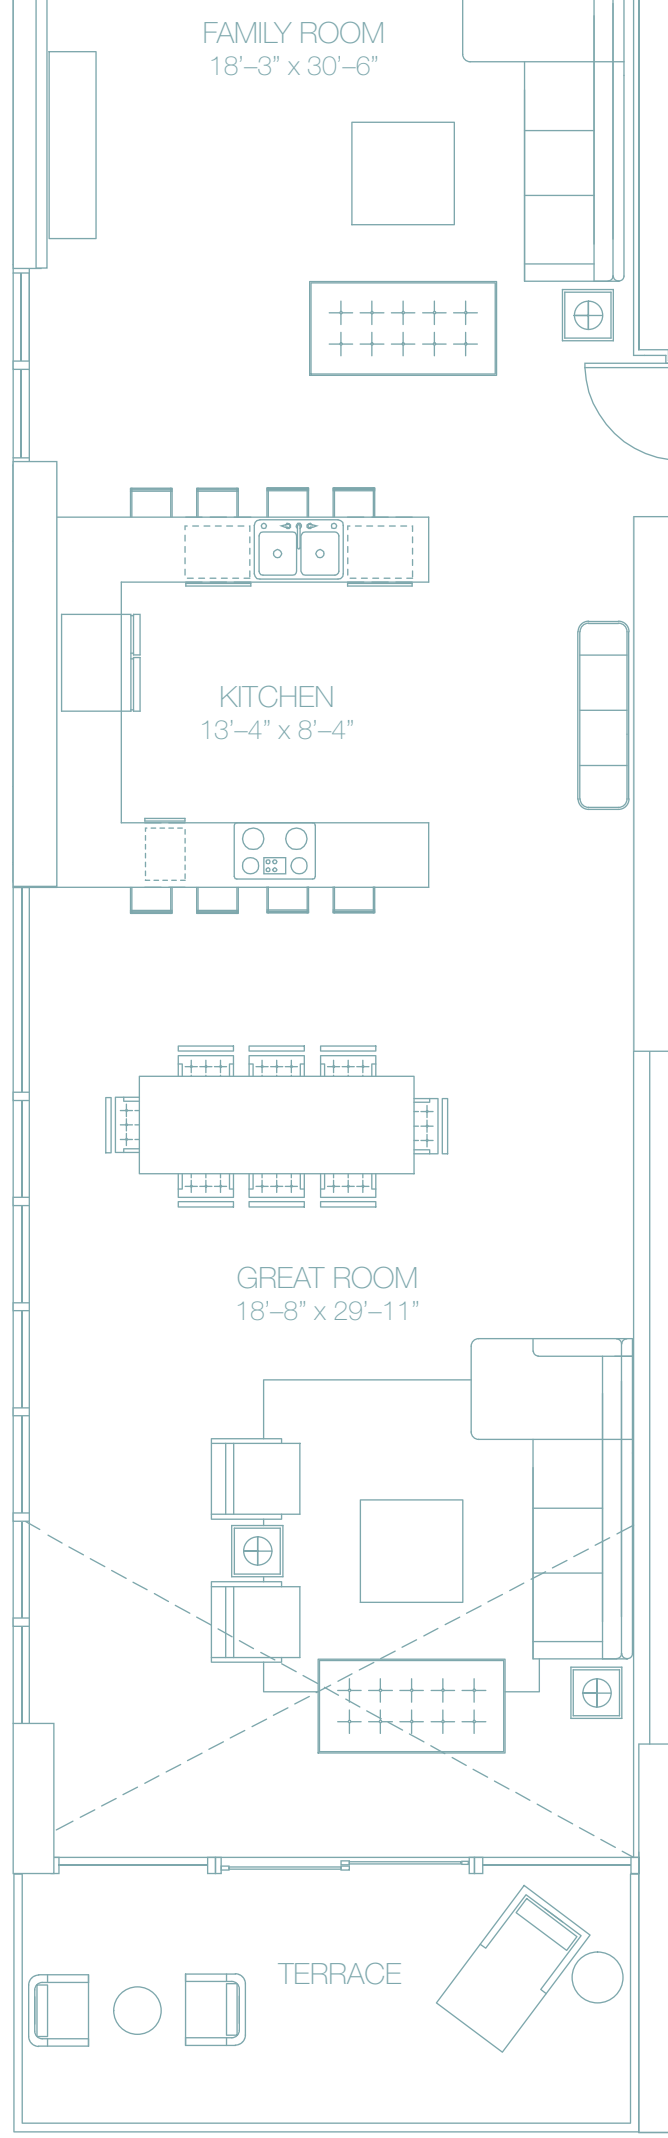 FAMILY ROOM
18’–3” x 30’–6”
KITCHEN
13’–4” x 8’–4”
GREAT ROOM
18’–8” x 29’–11”
TERRACE